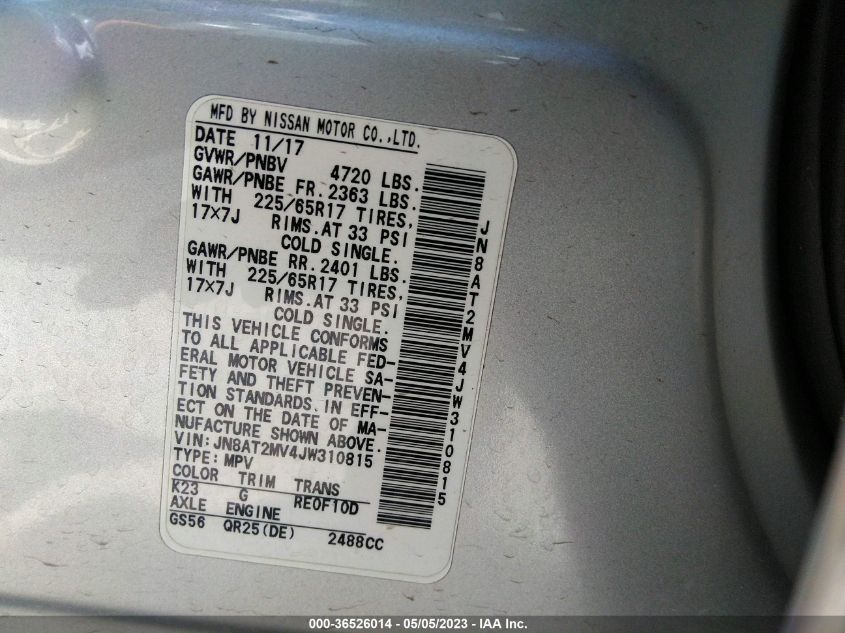 MFD BY NISSAN MOTOR CO.,LTD.
DATE 11/17
GVWR/PNBV 4720 LBS.
GAWR/PNBE FR. 2363 LBS.
WITH 225/65R17 TIRES,
17×7J RIMS. AT 33 PSI
COLD SINGLE.
GAWR/PNBE RR. 2401 LBS.
WITH 225/65R17 TIRES,
17×7J RIMS. AT 33 PSI
COLD SINGLE.
THIS VEHICLE CONFORMS
TO ALL APPLICABLE FED-
ERAL MOTOR VEHICLE SA-
FETY AND THEFT PREVEN-
TION STANDARDS. IN EFF-
ECT ON THE DATE OF MA-
NUFACTURE SHOWN ABOVE.
VIN: JN8AT2MV4JW310815
TYPE: MPV
COLOR TRIM TRANS
K23 G RE0F10D
AXLE ENGINE
GS56 QR25(DE) 2488CC
JN8AT2MV4JW310815
000-36526014 - 05/05/2023 - IAA Inc.